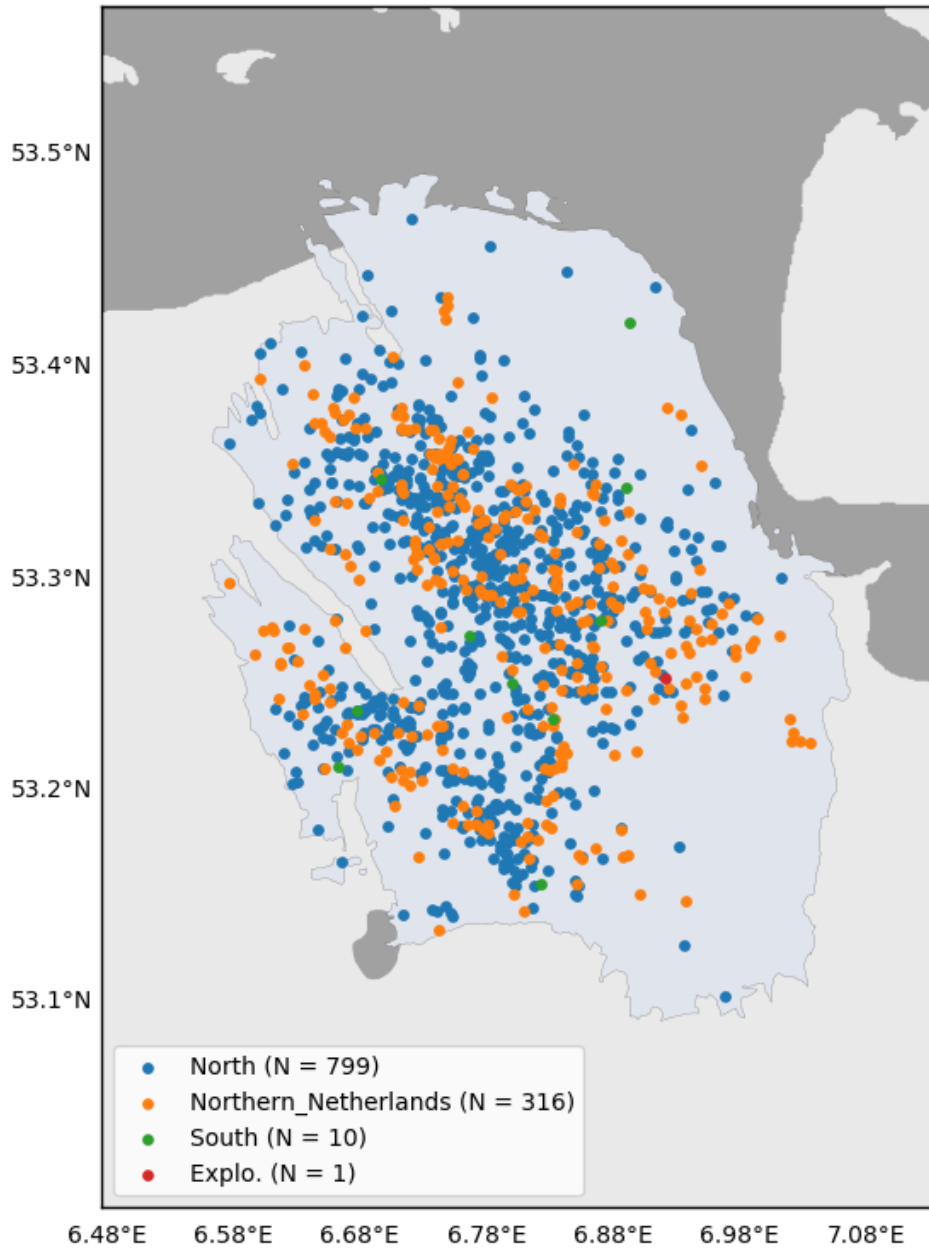 53.5°N
53.4°N
53.3°N
53.2°N
53.1°N
North (N = 799)
Northern_Netherlands (N = 316)
South (N = 10)
Explo. (N = 1)
6.48°E 6.58°E 6.68°E 6.78°E 6.88°E 6.98°E 7.08°E